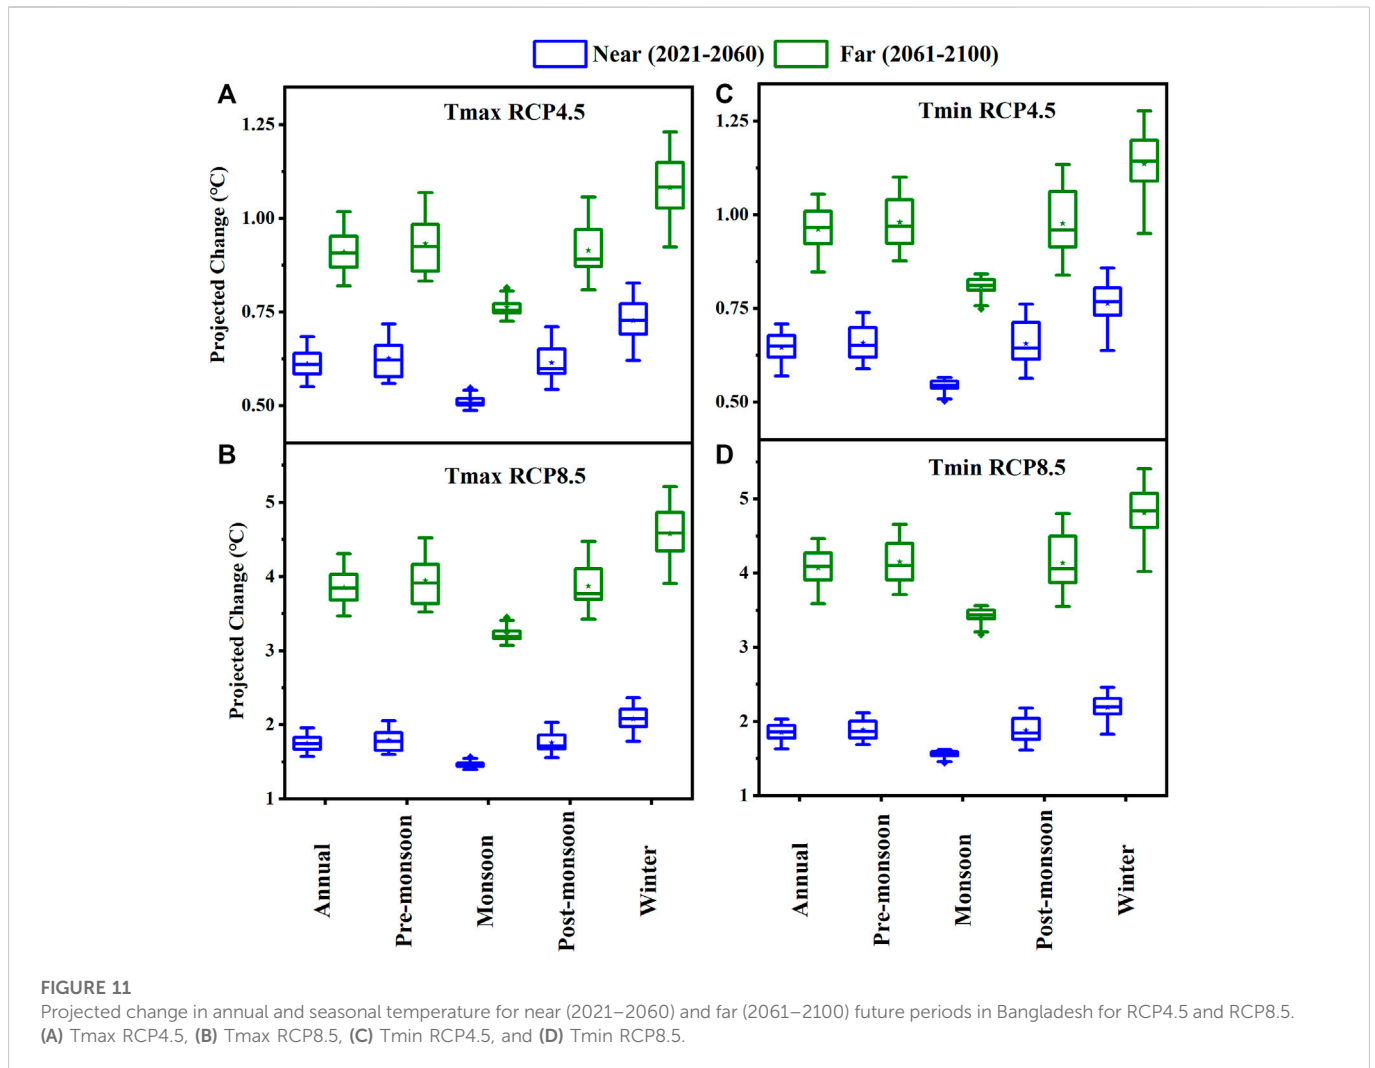 Near (2021-2060) Far (2061-2100)
A
Tmax RCP4.5
Projected Change (°C)
1.25
1.00
0.75
0.50
C
Tmin RCP4.5
1.25
1.00
0.75
0.50
B
Tmax RCP8.5
Projected Change (°C)
5
4
3
2
1
D
Tmin RCP8.5
5
4
3
2
1
Annual
Pre-monsoon
Monsoon
Post-monsoon
Winter
Annual
Pre-monsoon
Monsoon
Post-monsoon
Winter
FIGURE 11
Projected change in annual and seasonal temperature for near (2021–2060) and far (2061–2100) future periods in Bangladesh for RCP4.5 and RCP8.5.
(A) Tmax RCP4.5, (B) Tmax RCP8.5, (C) Tmin RCP4.5, and (D) Tmin RCP8.5.